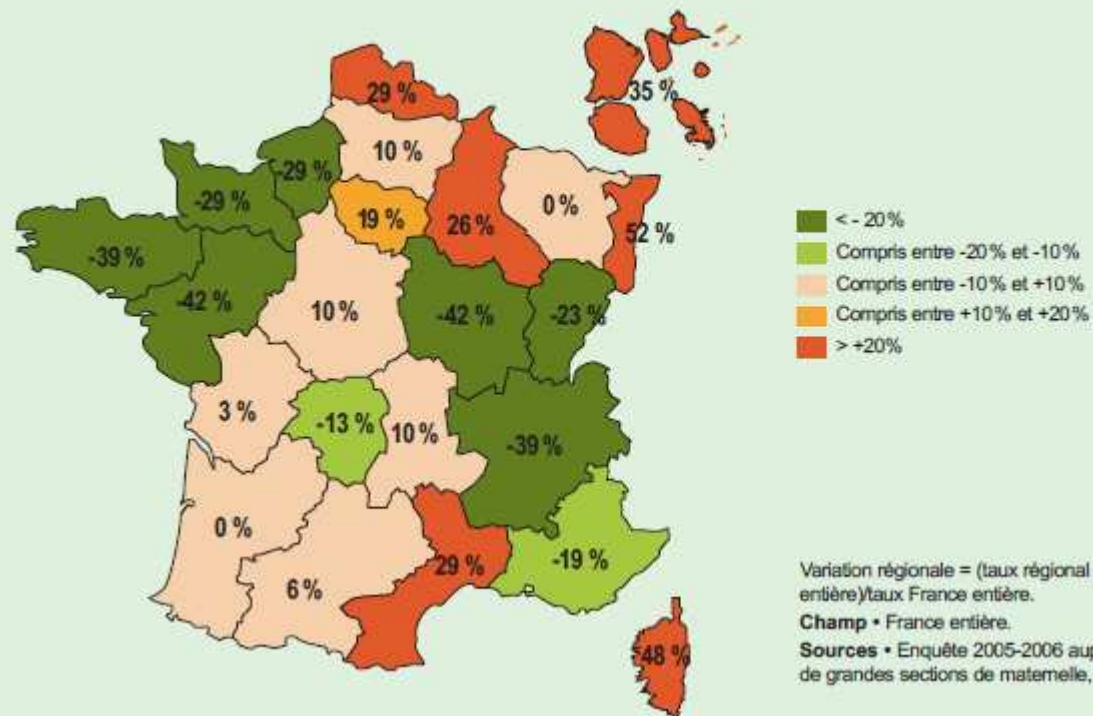 29 %
35 %
10 %
-29 %
-29 %
19 %
26 %
0 %
52 %
-39 %
-42 %
10 %
-42 %
-23 %
3 %
-13 %
10 %
-39 %
0 %
6 %
29 %
-19 %
48 %
< - 20%
Compris entre -20% et -10%
Compris entre -10% et +10%
Compris entre +10% et +20%
> +20%
Variation régionale = (taux régional
entière)/taux France entière.
Champ • France entière.
Sources • Enquête 2005-2006 aup
de grandes sections de maternelle,